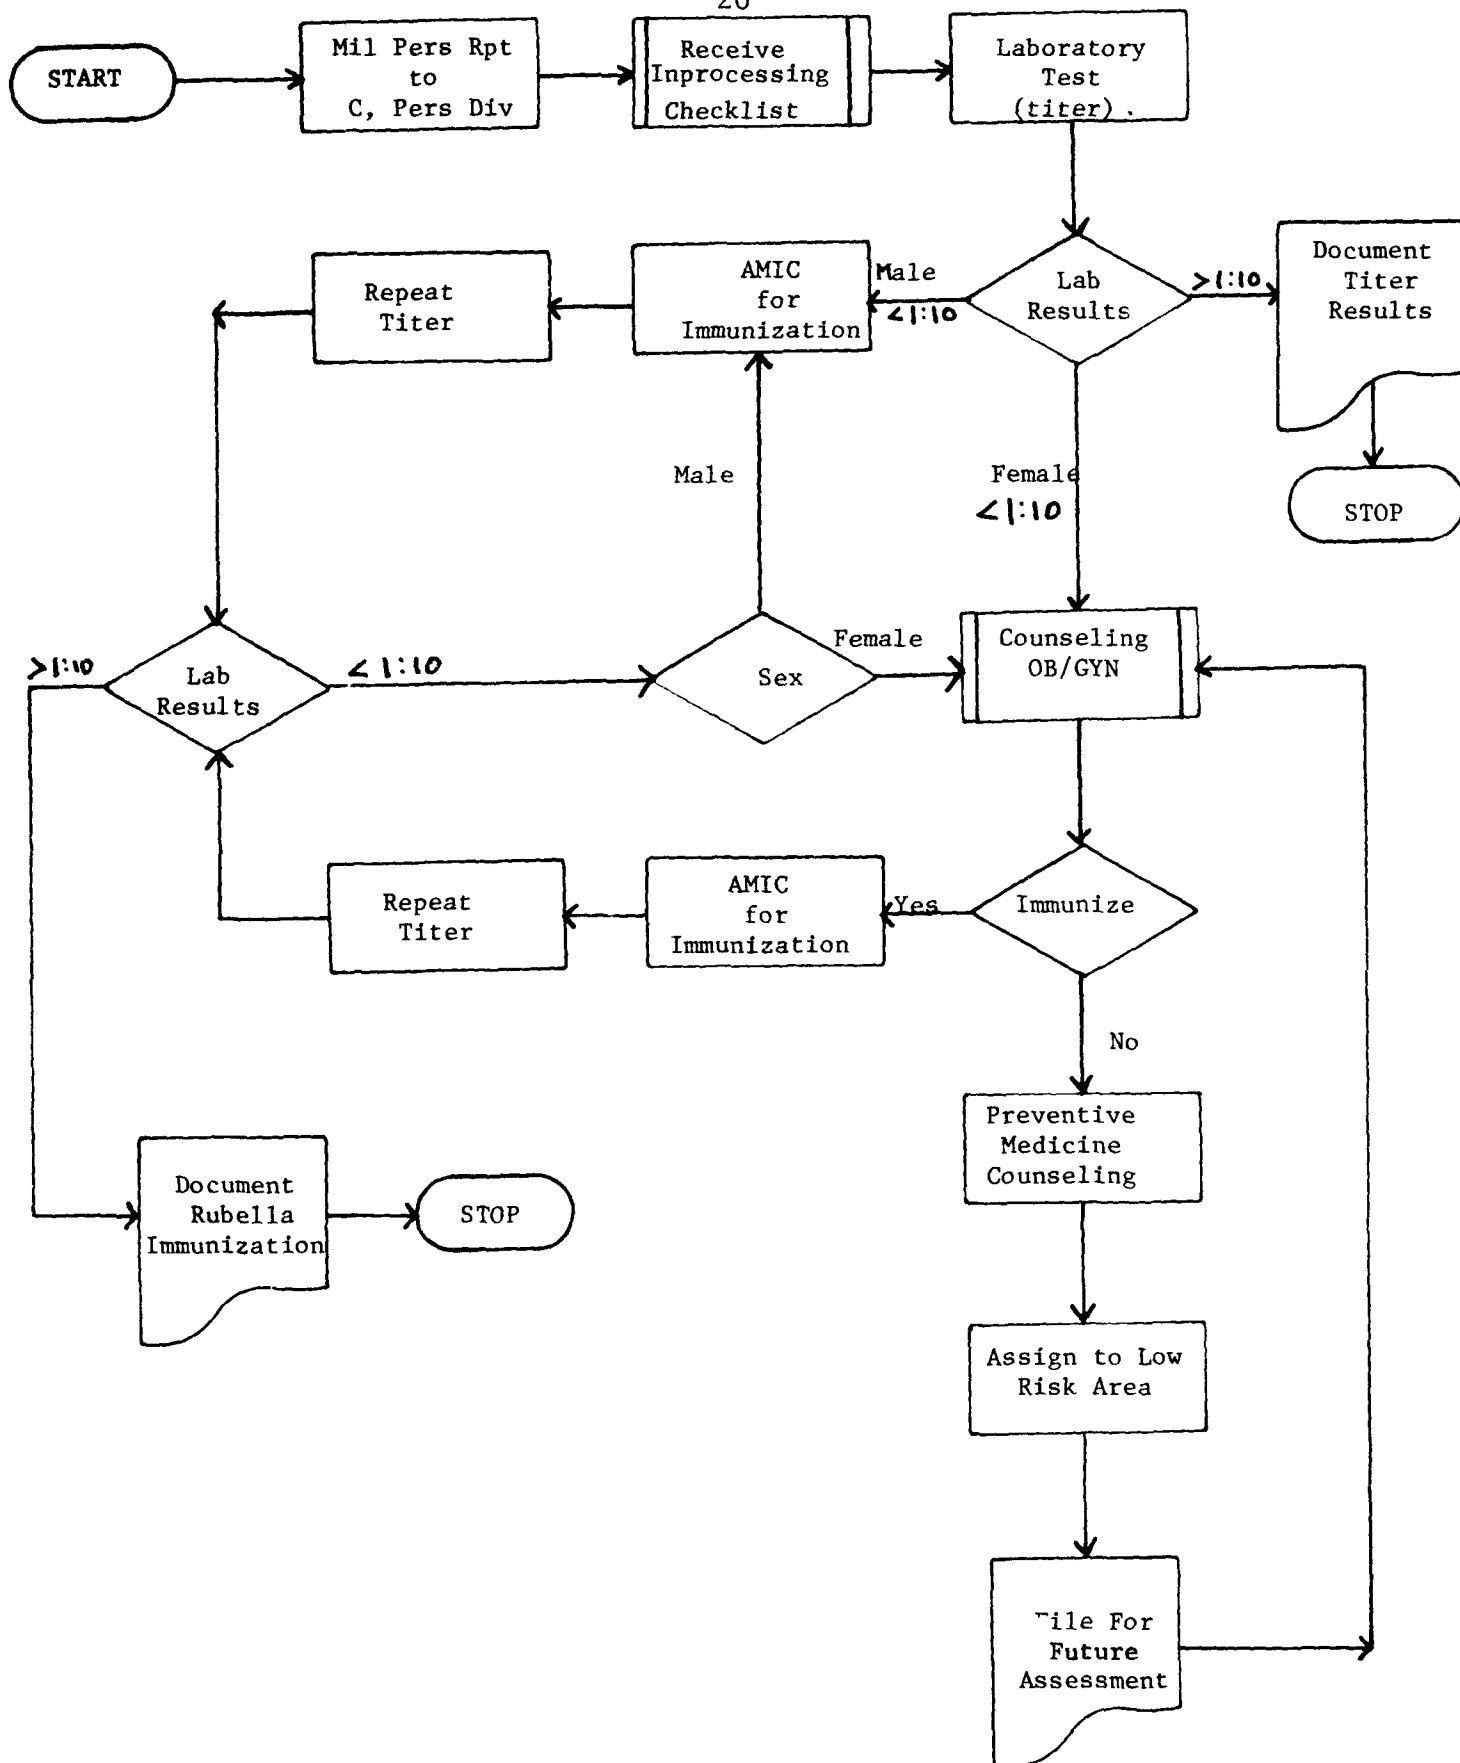 20
START
Mil Pers Rpt
to
C, Pers Div
Receive
Inprocessing
Checklist
Laboratory
Test
(titer).
Lab
Results
>1:10
Document
Titer
Results
STOP
Male
<1:10
AMIC
for
Immunization
Repeat
Titer
Male
Female
<1:10
>1:10
Lab
Results
< 1:10
Sex
Female
Counseling
OB/GYN
Immunize
Yes
AMIC
for
Immunization
Repeat
Titer
No
Preventive
Medicine
Counseling
Document
Rubella
Immunization
STOP
Assign to Low
Risk Area
File For
Future
Assessment